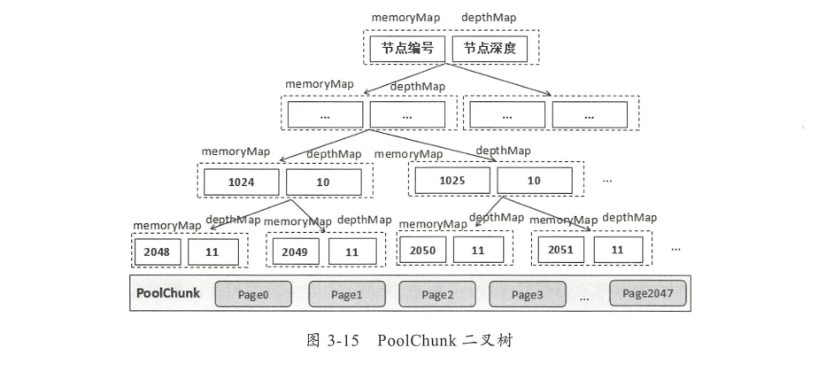 memoryMap depthMap
节点编号 节点深度
memoryMap depthMap
... ... ... ...
memoryMap depthMap memoryMap depthMap
1024 10 1025 10 ...
memoryMap depthMap memoryMap depthMap memoryMap depthMap memoryMap depthMap
2048 11 2049 11 2050 11 2051 11 ...
PoolChunk Page0 Page1 Page2 Page3 ... Page2047
图 3-15 PoolChunk 二叉树